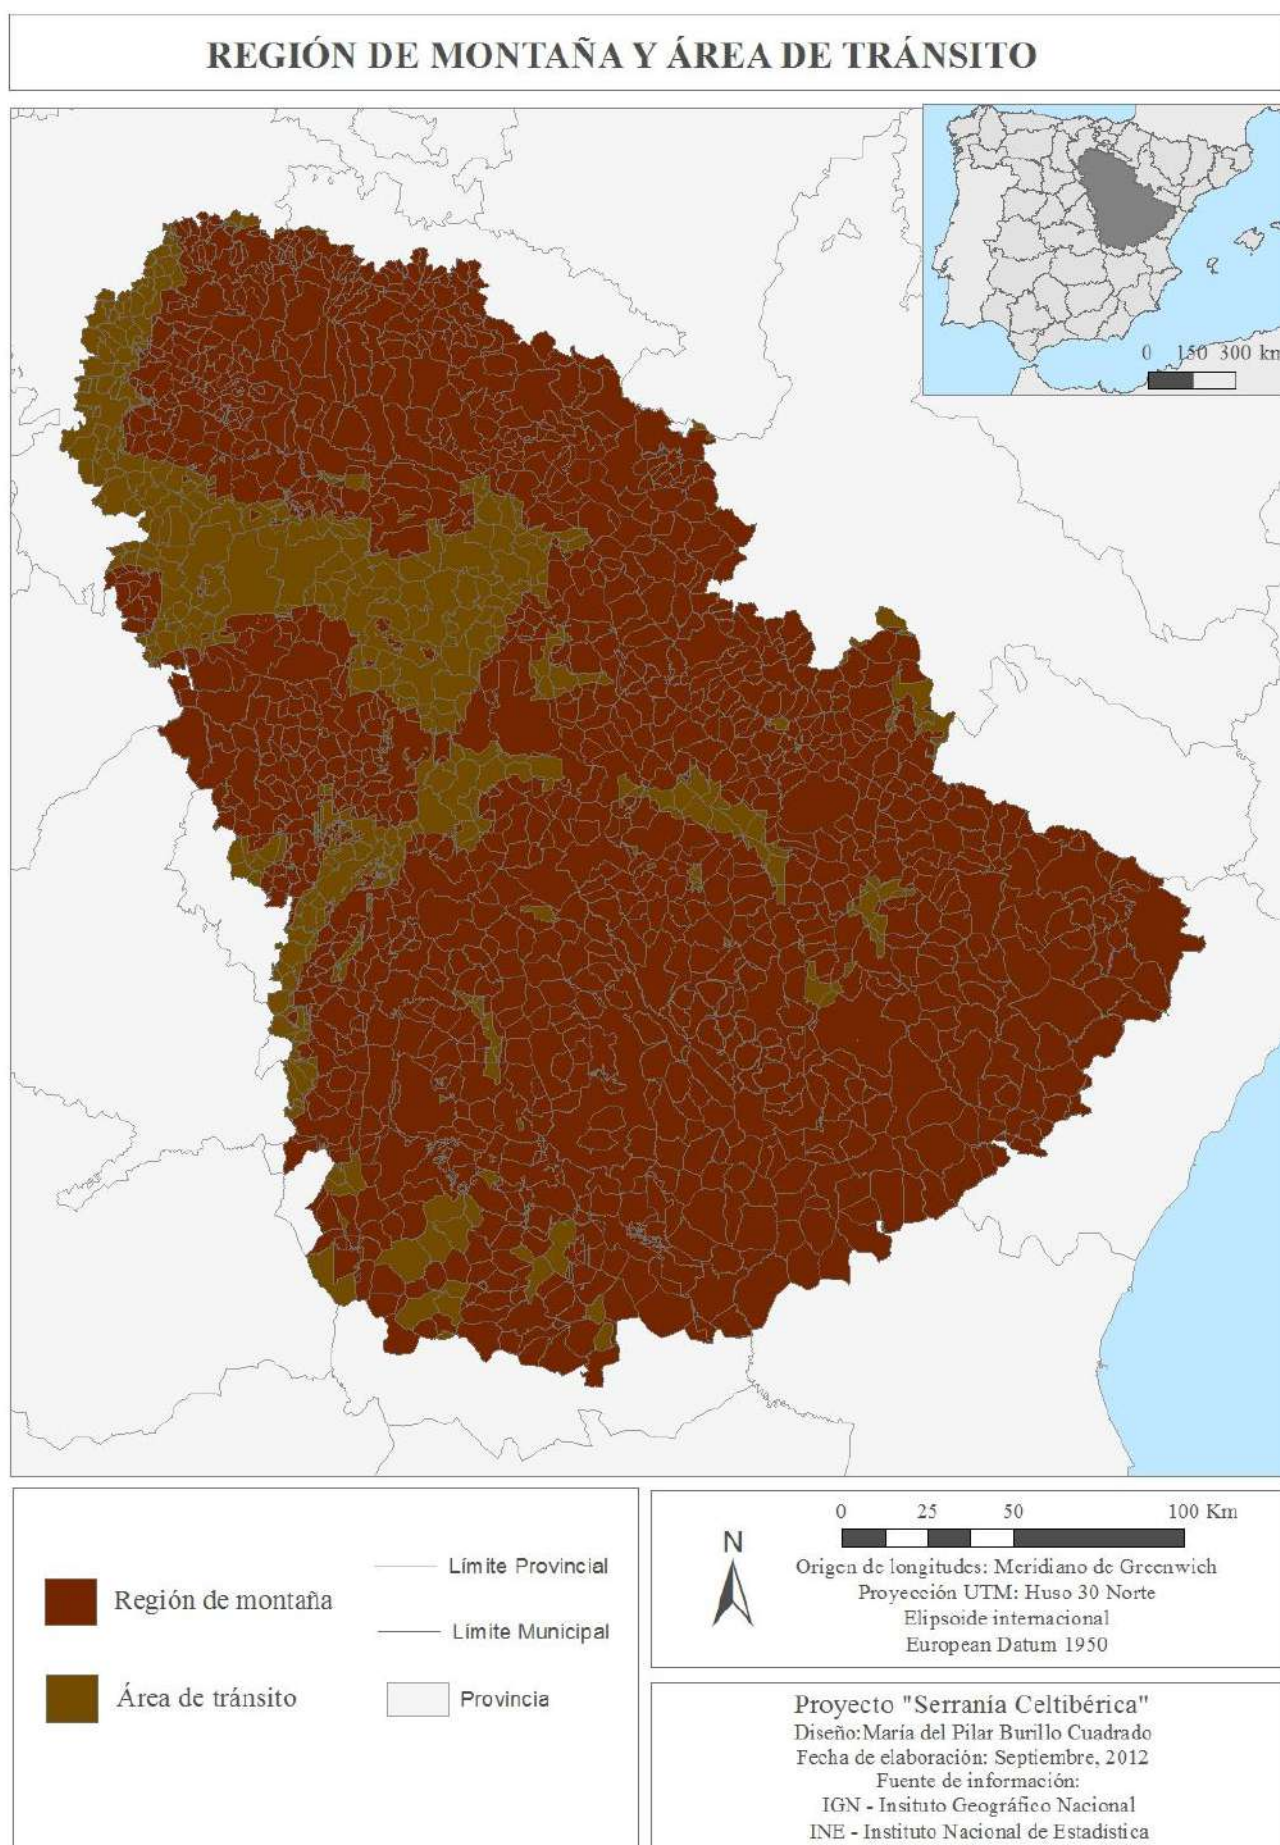 REGIÓN DE MONTAÑA Y ÁREA DE TRÁNSITO
0 150 300 km
Región de montaña
Área de tránsito
Límite Provincial
Límite Municipal
Provincia
N
0 25 50 100 Km
Origen de longitudes: Meridiano de Greenwich
Proyección UTM: Huso 30 Norte
Elipsoide internacional
European Datum 1950
Proyecto "Serranía Celtibérica"
Diseño:María del Pilar Burillo Cuadrado
Fecha de elaboración: Septiembre, 2012
Fuente de información:
IGN - Insituto Geográfico Nacional
INE - Instituto Nacional de Estadística